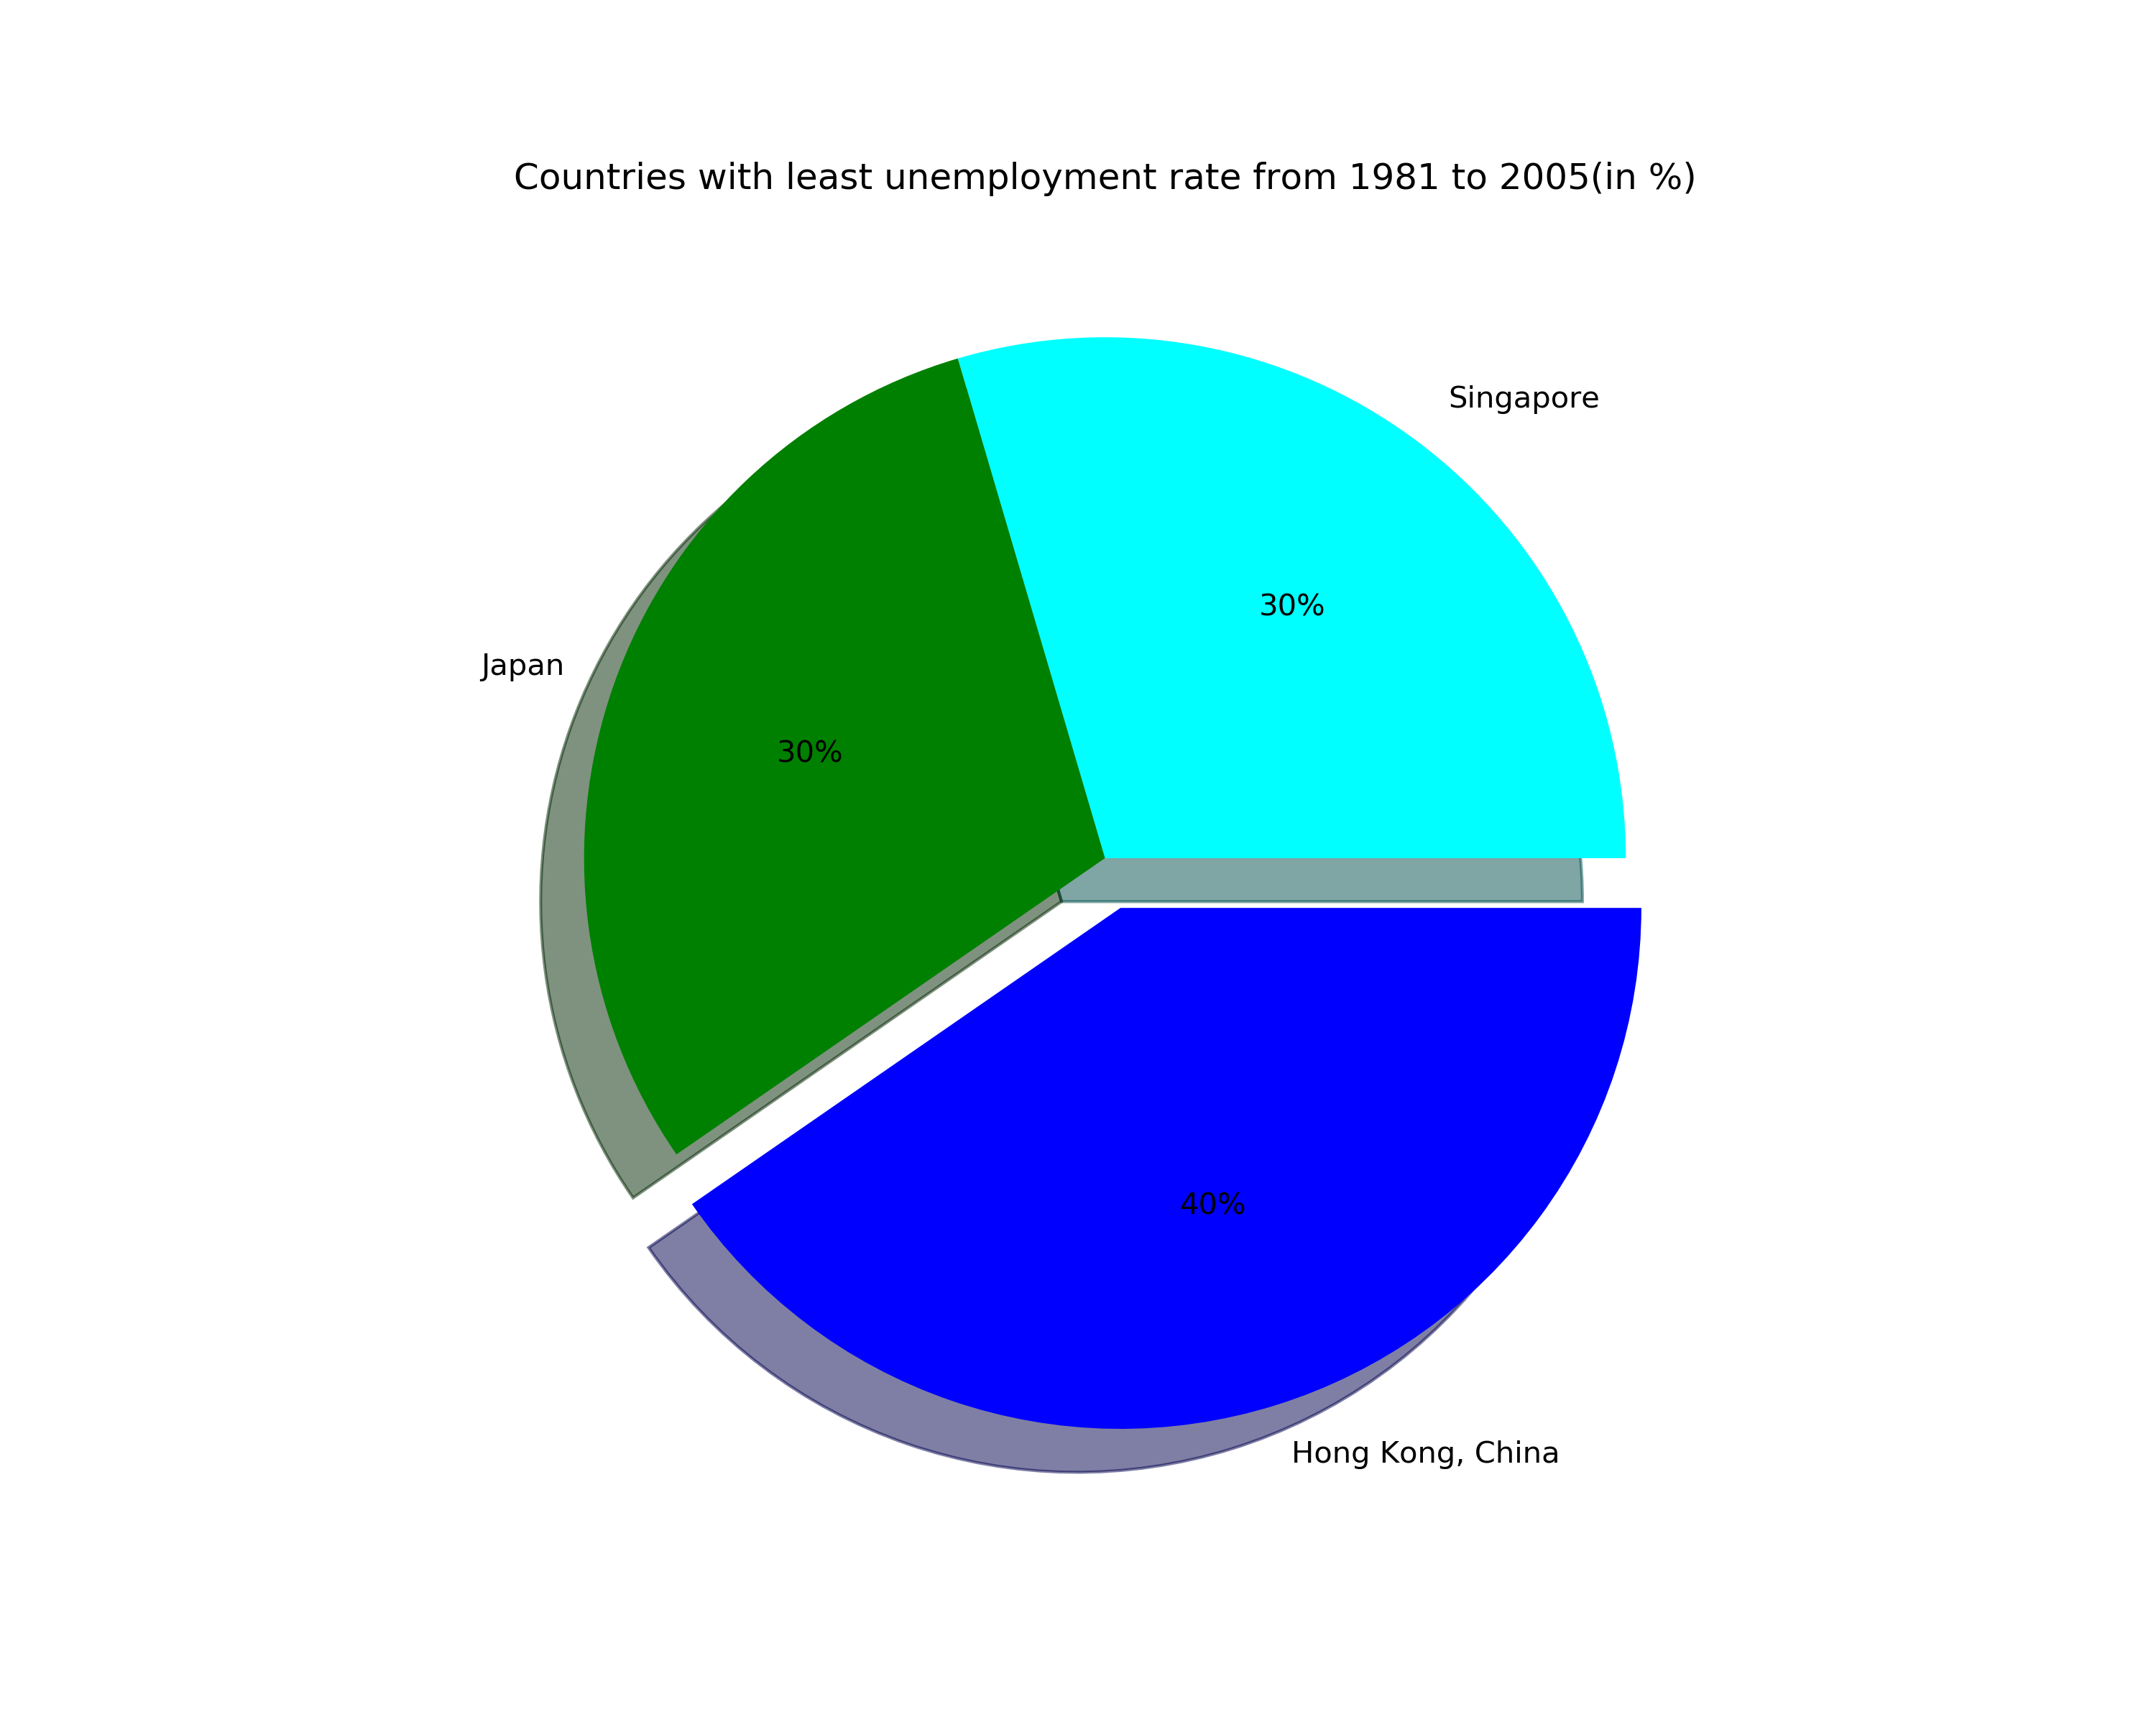 Countries with least unemployment rate from 1981 to 2005(in %)
Singapore
30%
Japan
30%
40%
Hong Kong, China